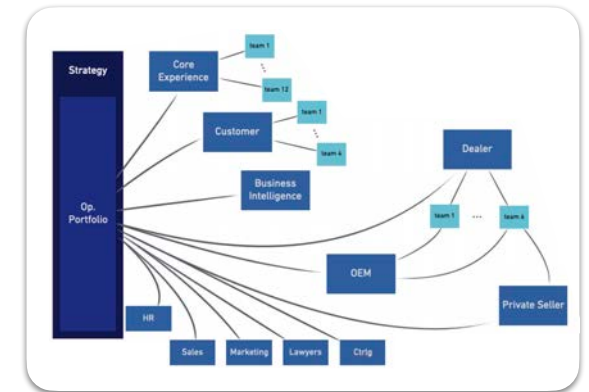 Strategy
Op.
Portfolio
Core
Experience
team 1
team 12
Customer
team 1
team 6
Business
Intelligence
Dealer
team 1
...
team 6
OEM
Private Seller
HR
Sales
Marketing
Lawyers
Ctrlg